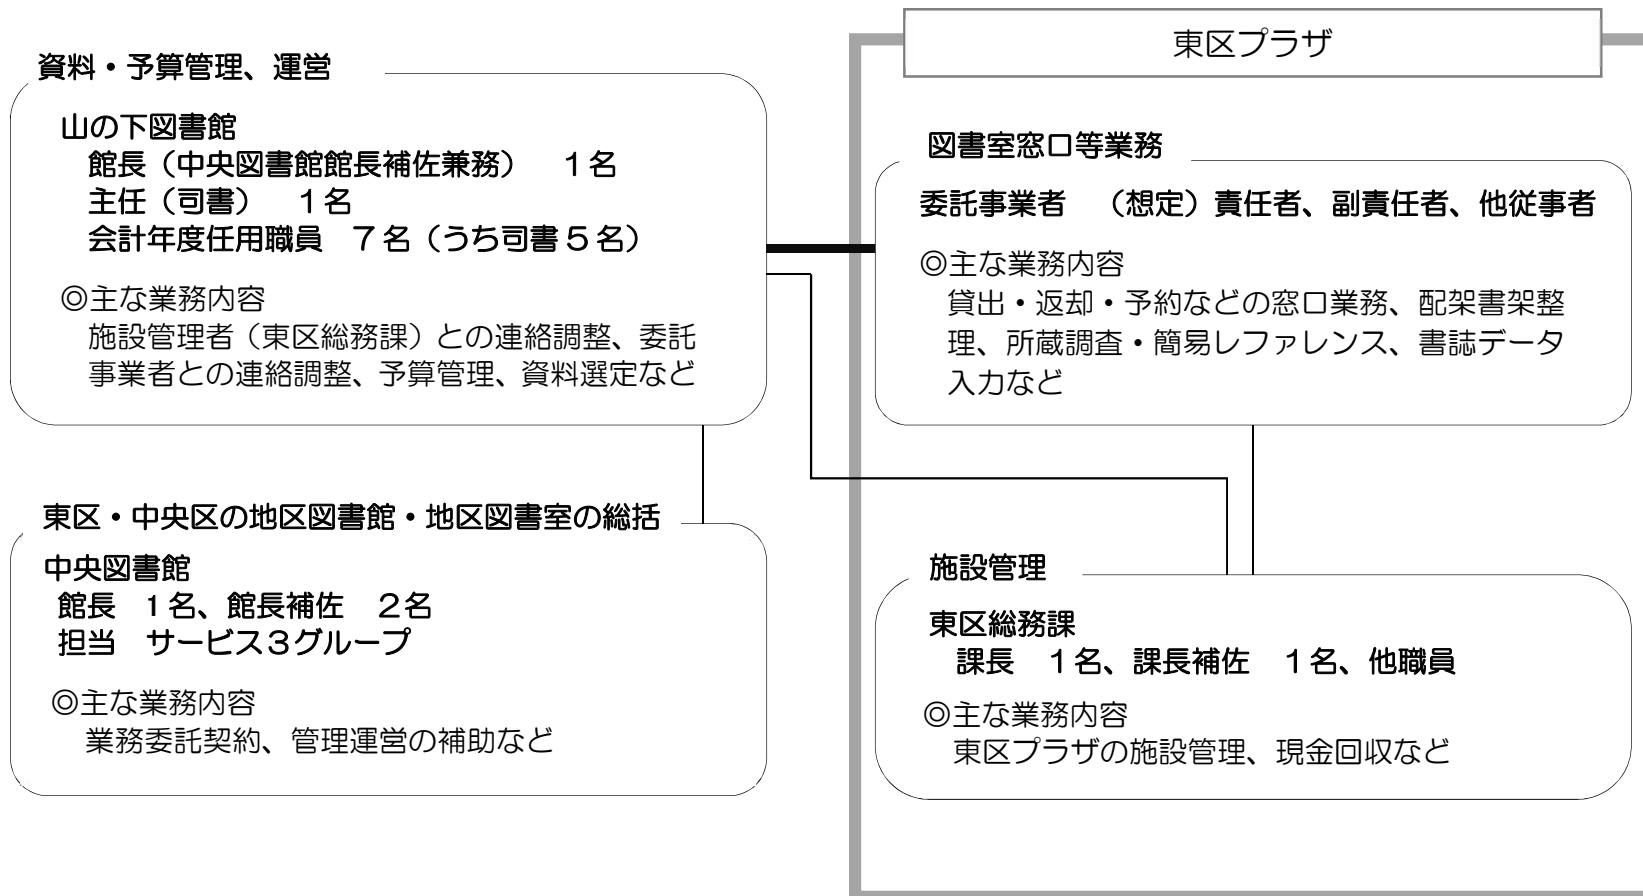 資料・予算管理、運営
山の下図書館
館長（中央図書館館長補佐兼務）　１名
主任（司書）　１名
会計年度任用職員　７名（うち司書５名）
◎主な業務内容
施設管理者（東区総務課）との連絡調整、委託
事業者との連絡調整、予算管理、資料選定など
東区・中央区の地区図書館・地区図書室の総括
中央図書館
館長　１名、館長補佐　２名
担当　サービス３グループ
◎主な業務内容
業務委託契約、管理運営の補助など
東区プラザ
図書室窓口等業務
委託事業者　（想定）責任者、副責任者、他従事者
◎主な業務内容
貸出・返却・予約などの窓口業務、配架書架整
理、所蔵調査・簡易レファレンス、書誌データ
入力など
施設管理
東区総務課
課長　１名、課長補佐　１名、他職員
◎主な業務内容
東区プラザの施設管理、現金回収など